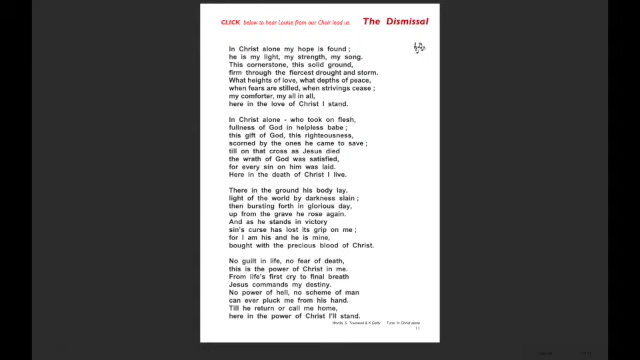 CLICK below to hear Louise from our Choir lead us The Dismissal
In Christ alone my hope is found ;
he is my light, my strength, my song.
This cornerstone, this solid ground,
firm through the fiercest drought and storm.
What heights of love, what depths of peace,
when fears are stilled, when strivings cease ;
my comforter, my all in all,
here in the love of Christ I stand.
In Christ alone - who took on flesh,
fullness of God in helpless babe ;
this gift of God, this righteousness,
scorned by the ones he came to save ;
till on that cross as Jesus died
the wrath of God was satisfied,
for every sin on him was laid.
Here in the death of Christ I live.
There in the ground his body lay.
light of the world by darkness slain ;
then bursting forth in glorious day,
up from the grave he rose again.
And as he stands in victory
sin's curse has lost its grip on me ;
for I am his and he is mine,
bought with the precious blood of Christ.
No guilt in life, no fear of death,
this is the power of Christ in me.
From life's first cry to final breath
Jesus commands my destiny.
No power of hell, no scheme of man
can ever pluck me from his hand.
Till he return or call me home,
here in the power of Christ I'll stand.
Words: S. Townend & K Getty Tune: In Christ alone
11